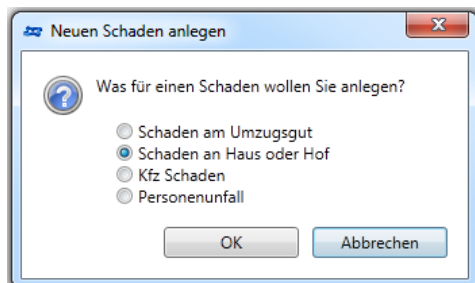 Neuen Schaden anlegen
Was für einen Schaden wollen Sie anlegen?
Schaden am Umzugsgut
Schaden an Haus oder Hof
Kfz Schaden
Personenunfall
OK
Abbrechen